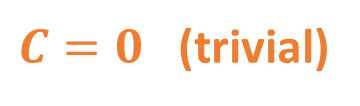 C = 0 (trivial)